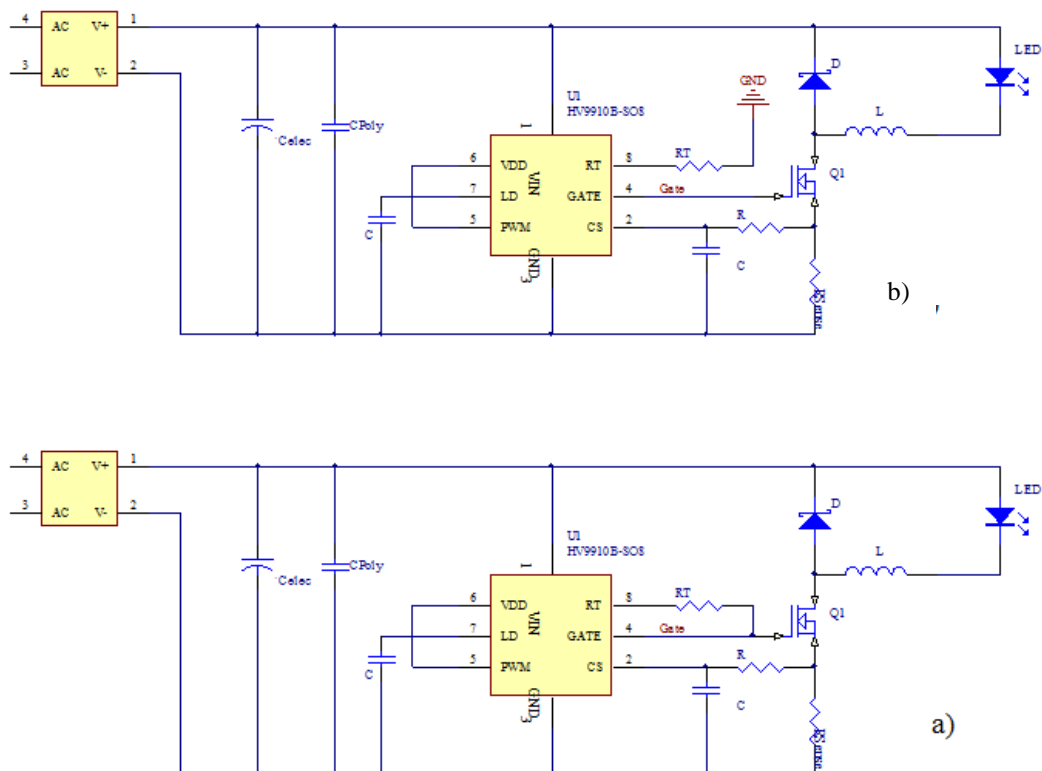 4 AC V+ 1
3 AC V- 2
LED
D
GND
U1
HV9910B-SOS
Celec
CPoly
L
1
6 VDD VIN RT 8 RT
7 LD GATE 4 Gate Q1
5 PWM CS 2 R
C
GND 3
C
RSense
b)
4 AC V+ 1
3 AC V- 2
LED
D
U1
HV9910B-SOS
Celec
CPoly
L
1
6 VDD VIN RT 8 RT
7 LD GATE 4 Gate Q1
5 PWM CS 2 R
C
GND 3
C
RSense
a)